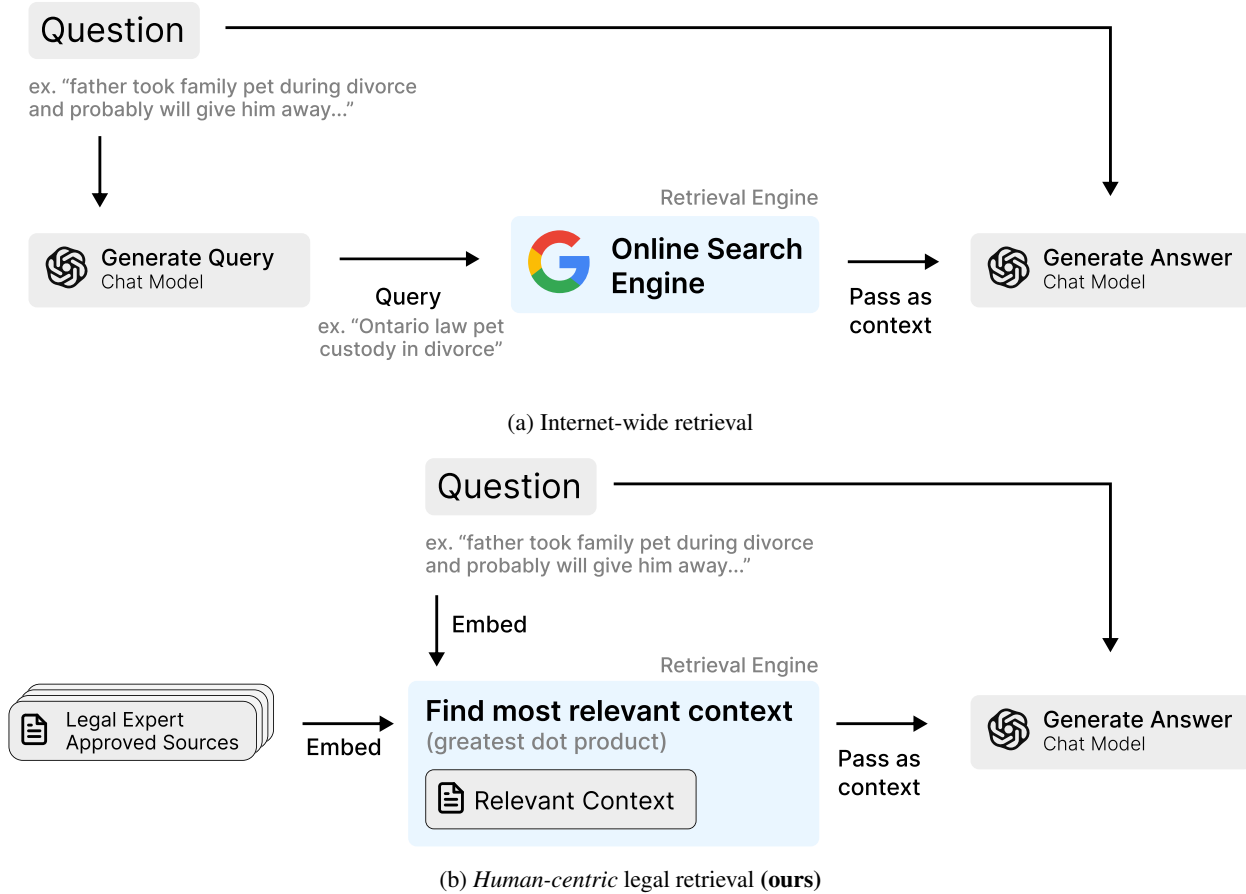 Question
ex. “father took family pet during divorce
and probably will give him away...”
Retrieval Engine
Generate Query
Chat Model
Query
ex. “Ontario law pet
custody in divorce”
Online Search
Engine
Pass as
context
Generate Answer
Chat Model
(a) Internet-wide retrieval
Question
ex. “father took family pet during divorce
and probably will give him away...”
Embed
Retrieval Engine
Legal Expert
Approved Sources
Embed
Find most relevant context
(greatest dot product)
Relevant Context
Pass as
context
Generate Answer
Chat Model
(b) Human-centric legal retrieval (ours)